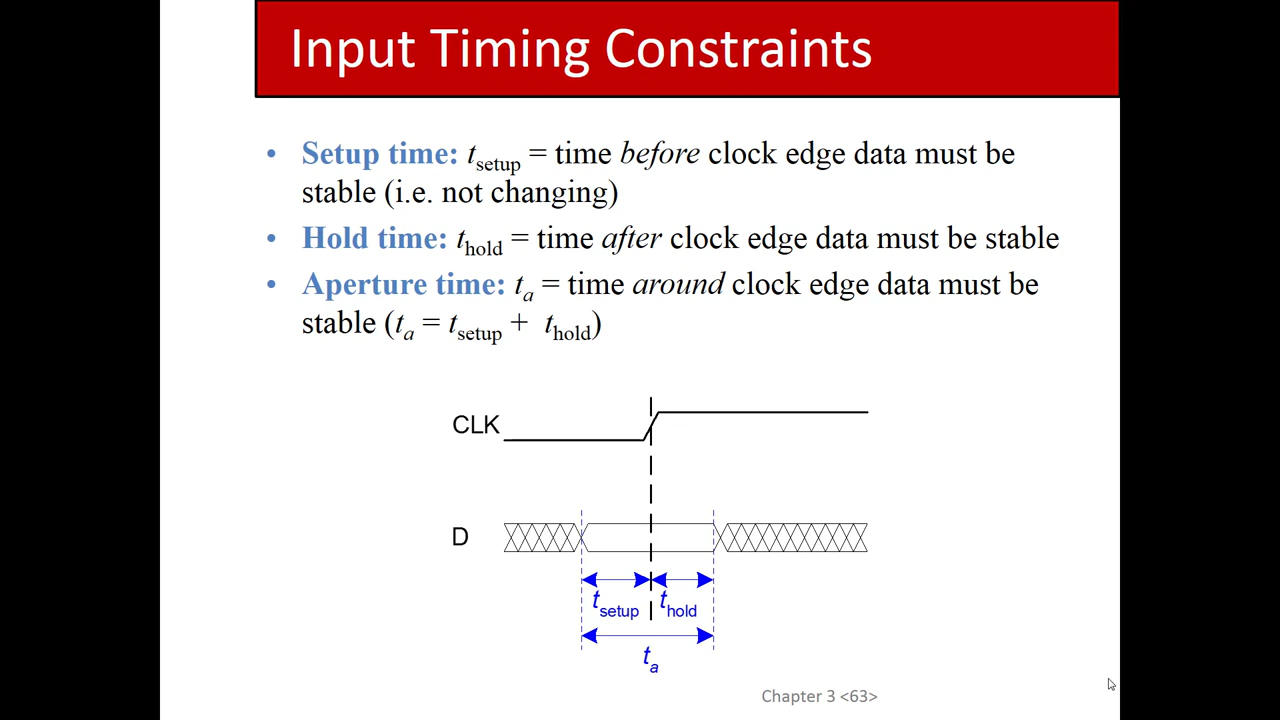 Input Timing Constraints
• Setup time: tsetup = time before clock edge data must be
stable (i.e. not changing)
• Hold time: thold = time after clock edge data must be stable
• Aperture time: ta = time around clock edge data must be
stable (ta = tsetup + thold)
CLK
D
tsetup thold
ta
Chapter 3 <63>